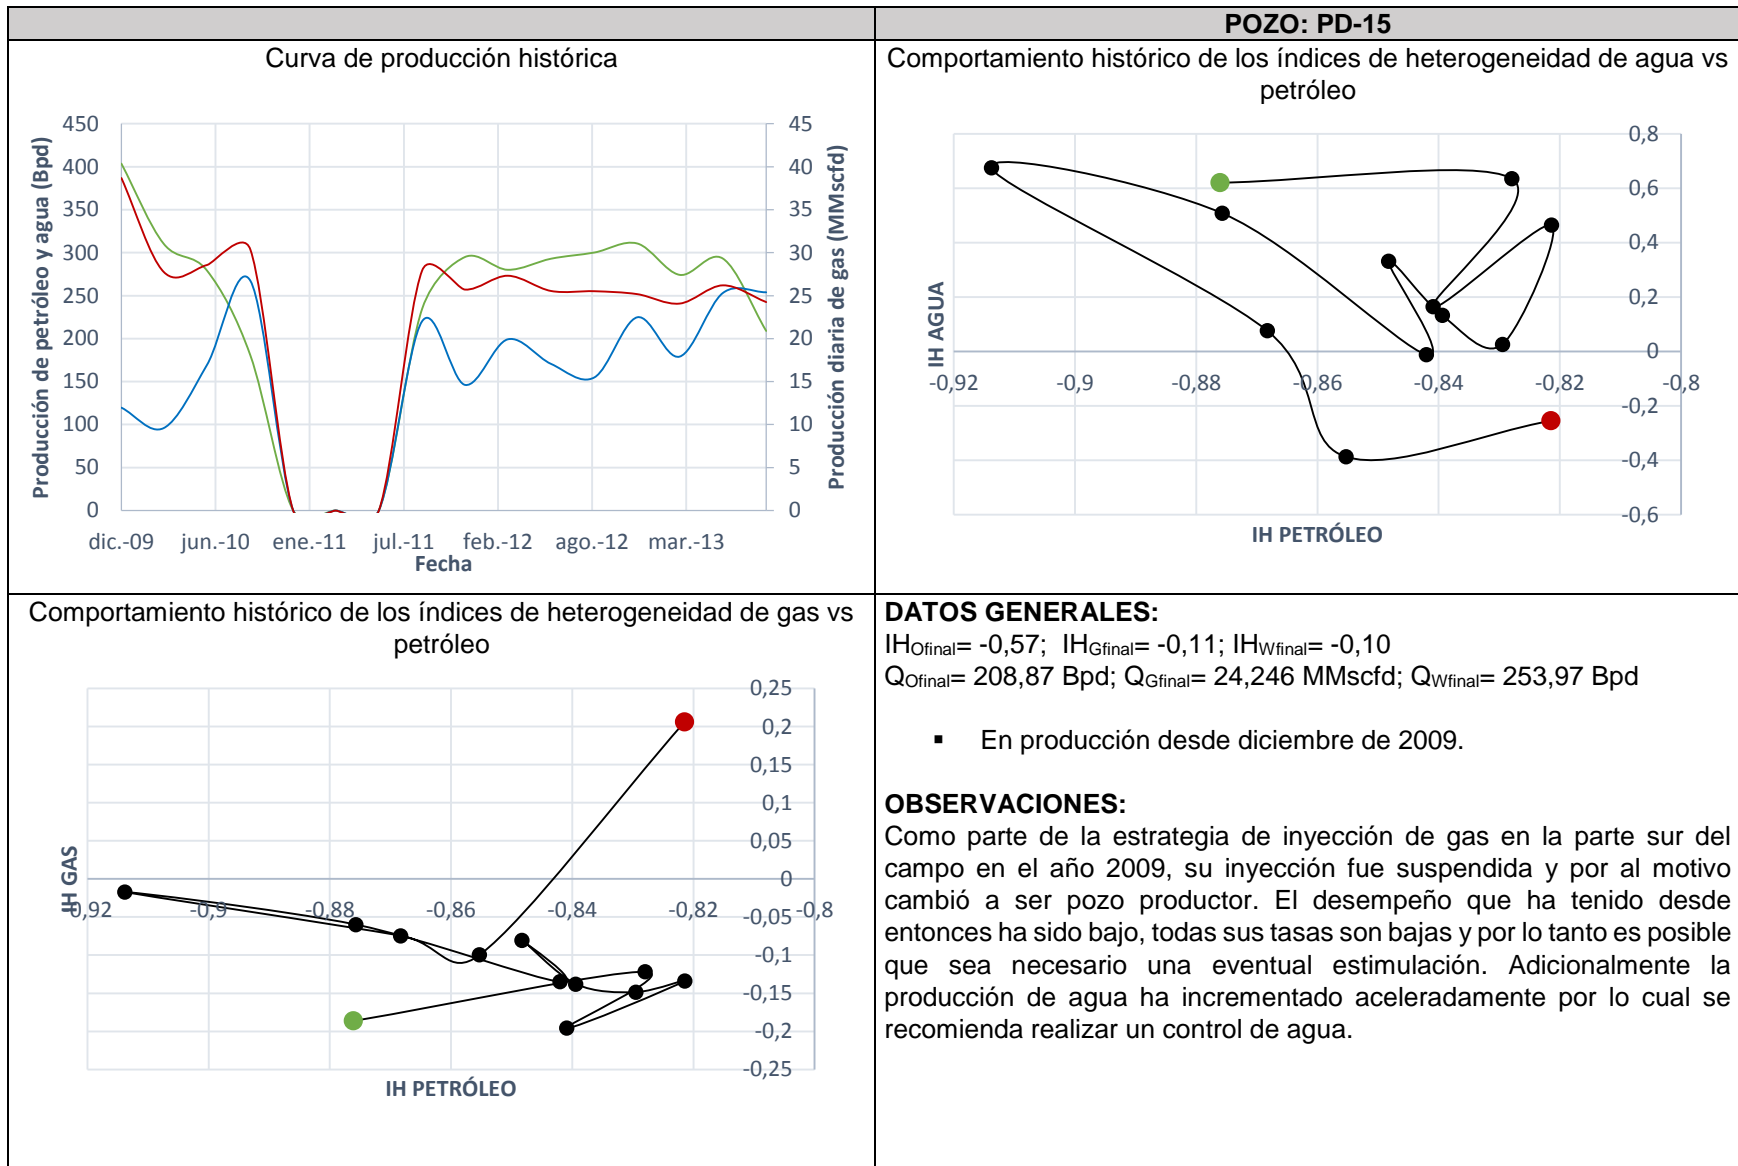 POZO: PD-15
Curva de producción histórica
Producción de petróleo y agua (Bpd)
450
400
350
300
250
200
150
100
50
0
45
40
35
30
25
20
15
10
5
0
Producción diaria de gas (MMscfd)
dic.-09 jun.-10 ene.-11 jul.-11 feb.-12 ago.-12 mar.-13
Fecha
Comportamiento histórico de los índices de heterogeneidad de agua vs
petróleo
IH AGUA
0,8
0,6
0,4
0,2
0
-0,2
-0,4
-0,6
-0,92 -0,9 -0,88 -0,86 -0,84 -0,82 -0,8
IH PETRÓLEO
Comportamiento histórico de los índices de heterogeneidad de gas vs
petróleo
IH GAS
0,25
0,2
0,15
0,1
0,05
0
-0,05
-0,1
-0,15
-0,2
-0,25
-0,92 -0,9 -0,88 -0,86 -0,84 -0,82 -0,8
IH PETRÓLEO
DATOS GENERALES:
IHOfinal= -0,57; IHGfinal= -0,11; IHWfinal= -0,10
QOfinal= 208,87 Bpd; QGfinal= 24,246 MMscfd; QWfinal= 253,97 Bpd
▪ En producción desde diciembre de 2009.
OBSERVACIONES:
Como parte de la estrategia de inyección de gas en la parte sur del
campo en el año 2009, su inyección fue suspendida y por al motivo
cambió a ser pozo productor. El desempeño que ha tenido desde
entonces ha sido bajo, todas sus tasas son bajas y por lo tanto es posible
que sea necesario una eventual estimulación. Adicionalmente la
producción de agua ha incrementado aceleradamente por lo cual se
recomienda realizar un control de agua.